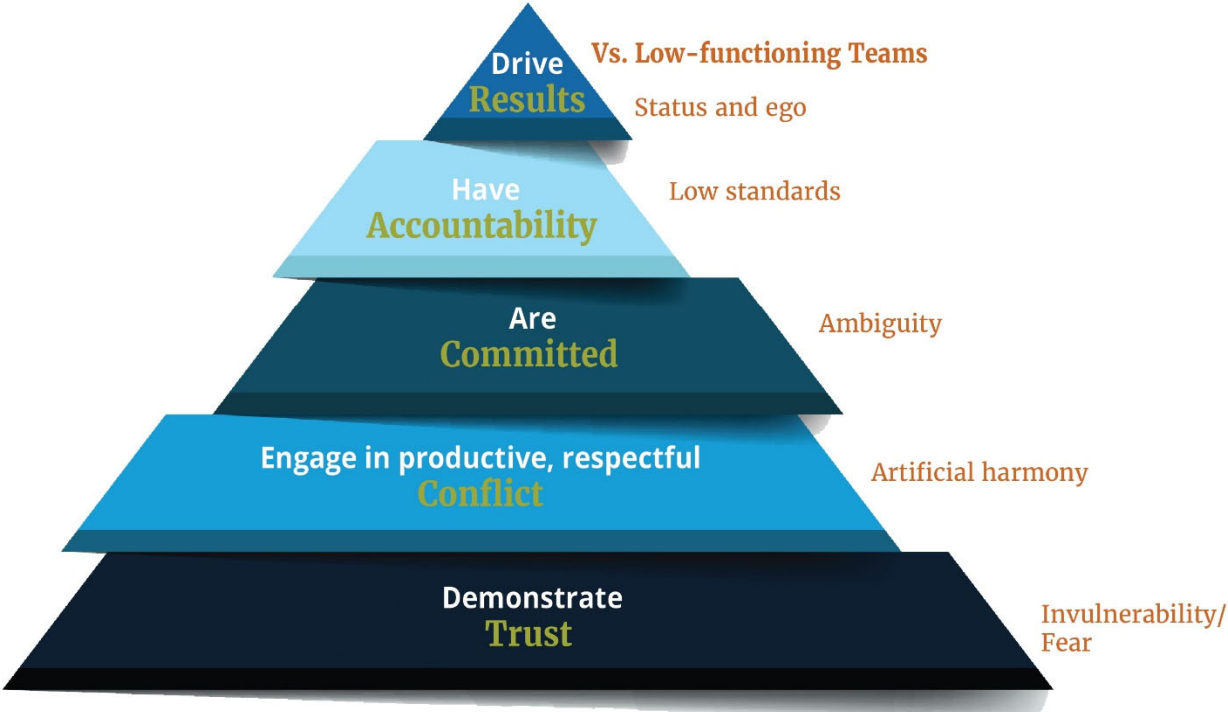 Drive
Results
Vs. Low-functioning Teams
Status and ego
Have
Accountability
Low standards
Are
Committed
Ambiguity
Engage in productive, respectful
Conflict
Artificial harmony
Demonstrate
Trust
Invulnerability/
Fear